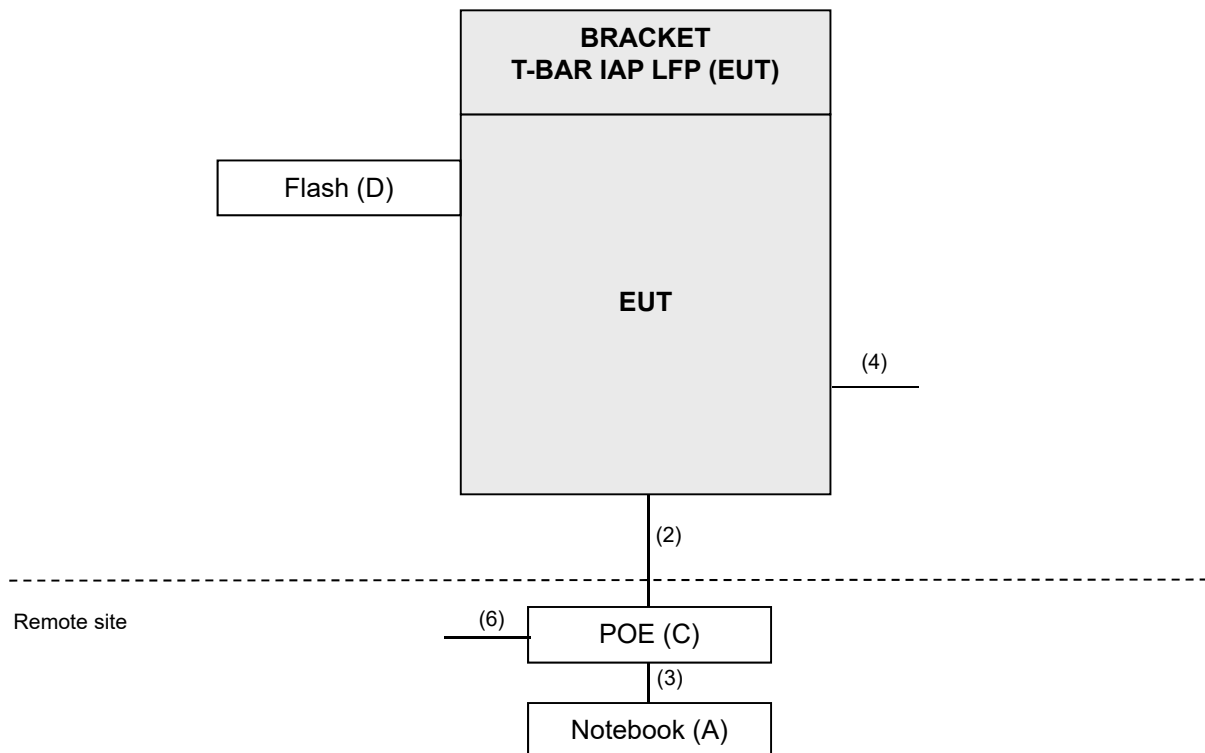 BRACKET
T-BAR IAP LFP (EUT)
Flash (D)
EUT
(4)
(2)
Remote site
(6)
POE (C)
(3)
Notebook (A)